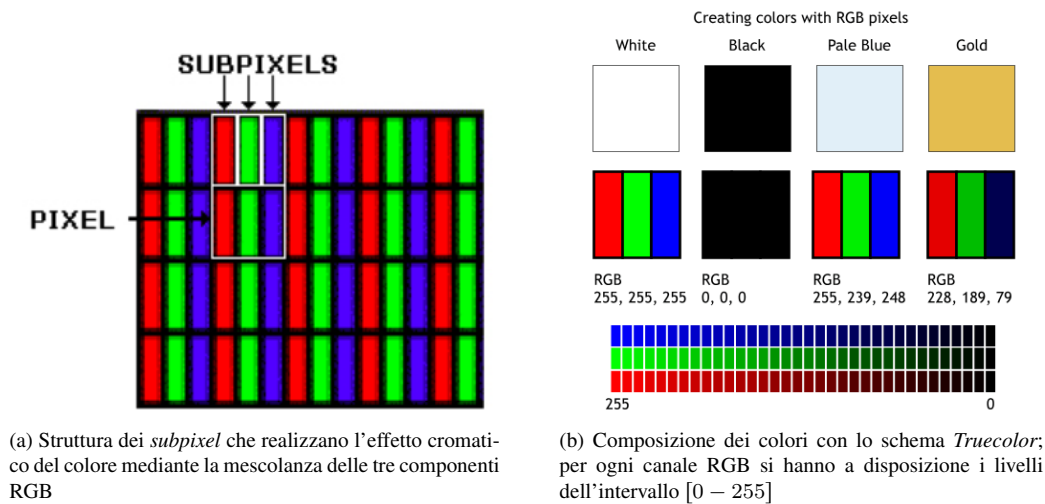 SUBPIXELS
PIXEL
(a) Struttura dei subpixel che realizzano l'effetto cromati-
co del colore mediante la mescolanza delle tre componenti
RGB
Creating colors with RGB pixels
White Black Pale Blue Gold
RGB RGB RGB RGB
255, 255, 255 0, 0, 0 255, 239, 248 228, 189, 79
255 0
(b) Composizione dei colori con lo schema Truecolor;
per ogni canale RGB si hanno a disposizione i livelli
dell'intervallo [0 − 255]